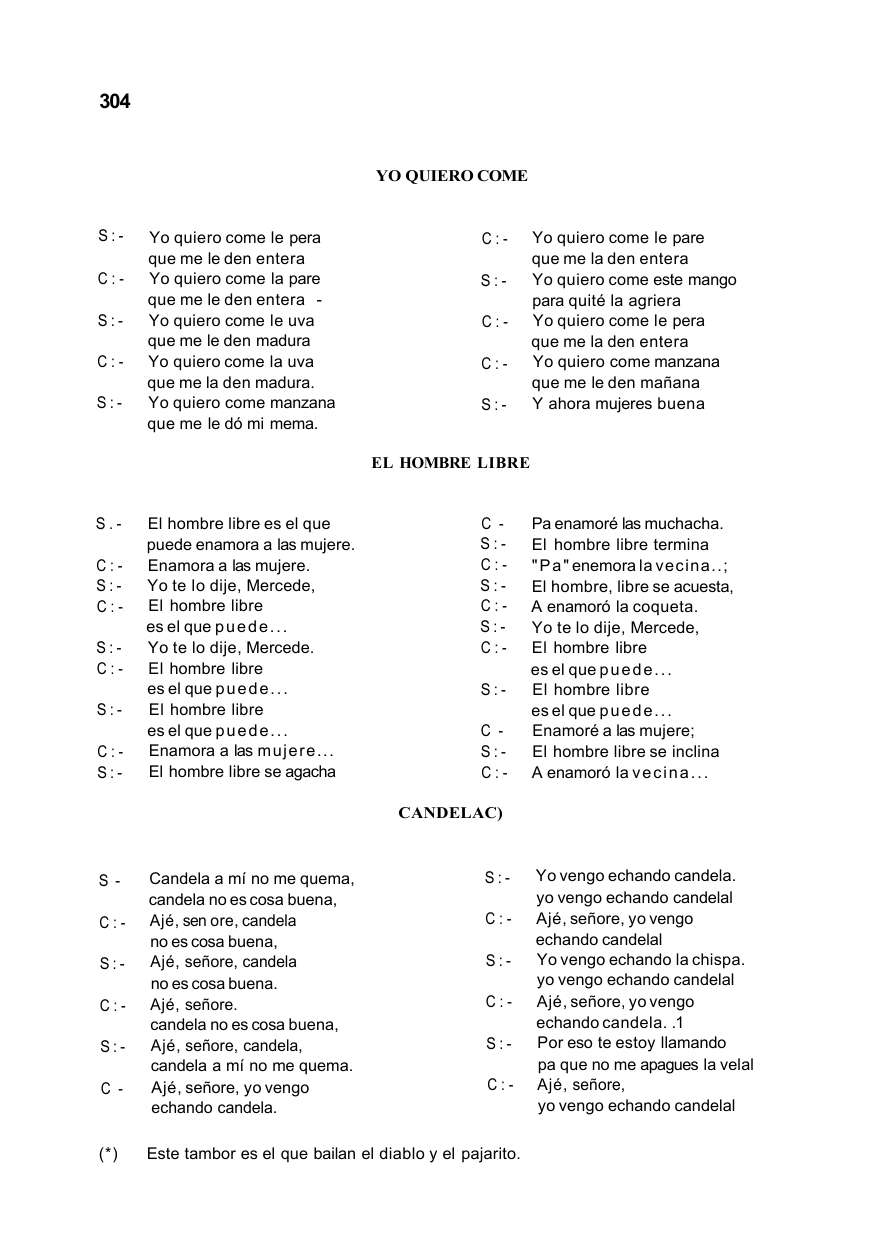 304
YO QUIERO COME
S:- Yo quiero come le pera
que me le den entera
C:- Yo quiero come la pare
que me le den entera -
S:- Yo quiero come le uva
que me le den madura
C:- Yo quiero come la uva
que me la den madura.
S:- Yo quiero come manzana
que me le dó mi mema.
C:- Yo quiero come le pare
que me la den entera
S:- Yo quiero come este mango
para quité la agriera
C:- Yo quiero come le pera
que me la den entera
C:- Yo quiero come manzana
que me le den mañana
S:- Y ahora mujeres buena
EL HOMBRE LIBRE
S.- El hombre libre es el que
puede enamora a las mujere.
C:- Enamora a las mujere.
S:- Yo te lo dije, Mercede,
C:- El hombre libre
es el que puede...
S:- Yo te lo dije, Mercede.
C:- El hombre libre
es el que puede...
S:- El hombre libre
es el que puede...
C:- Enamora a las mujere...
S:- El hombre libre se agacha
C - Pa enamoré las muchacha.
S:- El hombre libre termina
C:- "Pa" enemora la vecina..;
S:- El hombre, libre se acuesta,
C:- A enamoró la coqueta.
S:- Yo te lo dije, Mercede,
C:- El hombre libre
es el que puede...
S:- El hombre libre
es el que puede...
C - Enamoré a las mujere;
S:- El hombre libre se inclina
C:- A enamoró la vecina...
CANDELAC)
S - Candela a mí no me quema,
candela no es cosa buena,
C:- Ajé, sen ore, candela
no es cosa buena,
S:- Ajé, señore, candela
no es cosa buena.
C:- Ajé, señore.
candela no es cosa buena,
S:- Ajé, señore, candela,
candela a mí no me quema.
C - Ajé, señore, yo vengo
echando candela.
S:- Yo vengo echando candela.
yo vengo echando candelal
C:- Ajé, señore, yo vengo
echando candelal
S:- Yo vengo echando la chispa.
yo vengo echando candelal
C:- Ajé, señore, yo vengo
echando candela. .1
S:- Por eso te estoy llamando
pa que no me apagues la velal
C:- Ajé, señore,
yo vengo echando candelal
(*) Este tambor es el que bailan el diablo y el pajarito.